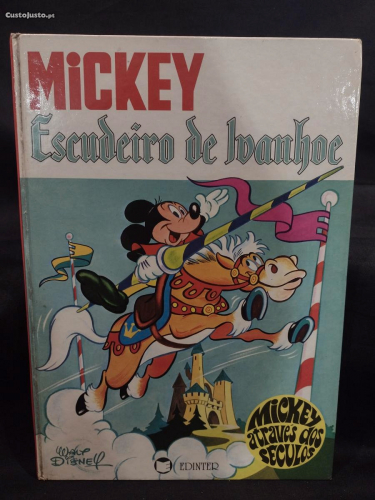 CustoJusto.pt
MiCKEY
Escudeiro de Ivanhoe
MICKEY
através dos
SÉCULOS
WALT
DISNEY
EDINTER